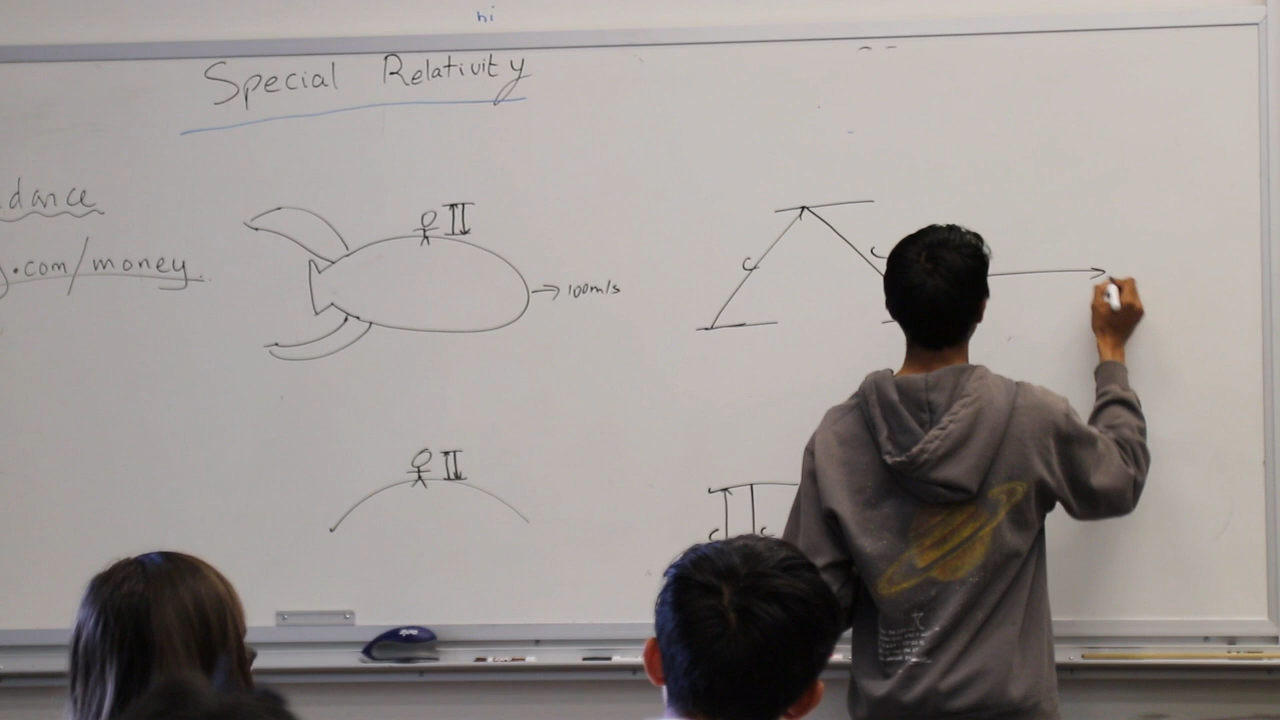 hi
Special Relativity
dance
.com/money.
100m/s
c
c
c
c